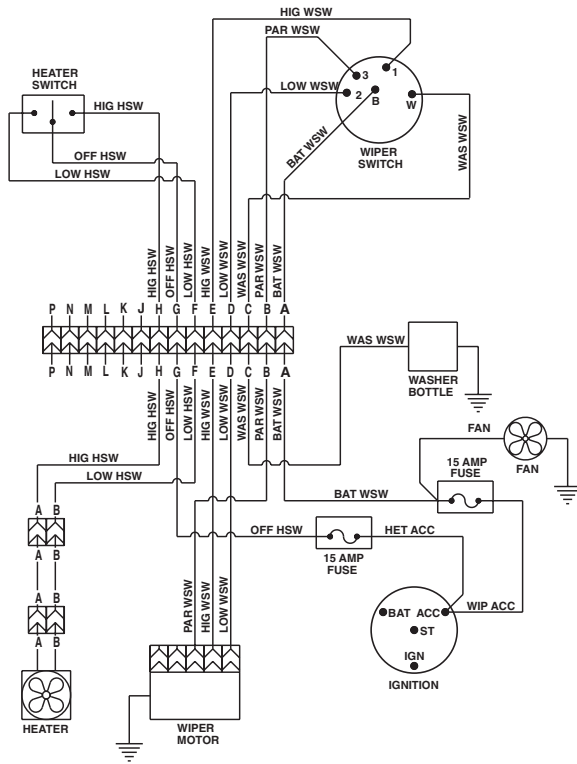 HIG WSW
PAR WSW
HEATER
SWITCH
HIG HSW
LOW WSW
3
1
2
B
W
BAT WSW
WIPER
SWITCH
WAS WSW
OFF HSW
LOW HSW
HIG HSW
OFF HSW
LOW HSW
HIG WSW
LOW WSW
WAS WSW
PAR WSW
BAT WSW
P N M L K J H G F E D C B A
P N M L K J H G F E D C B A
HIG HSW
OFF HSW
LOW HSW
HIG WSW
LOW WSW
WAS WSW
PAR WSW
BAT WSW
WAS WSW
WASHER
BOTTLE
FAN
FAN
15 AMP
FUSE
HIG HSW
LOW HSW
BAT WSW
A B
A B
OFF HSW
15 AMP
FUSE
HET ACC
PAR WSW
HIG WSW
LOW WSW
A B
A B
WIP ACC
BAT ACC
ST
IGN
IGNITION
HEATER
WIPER
MOTOR